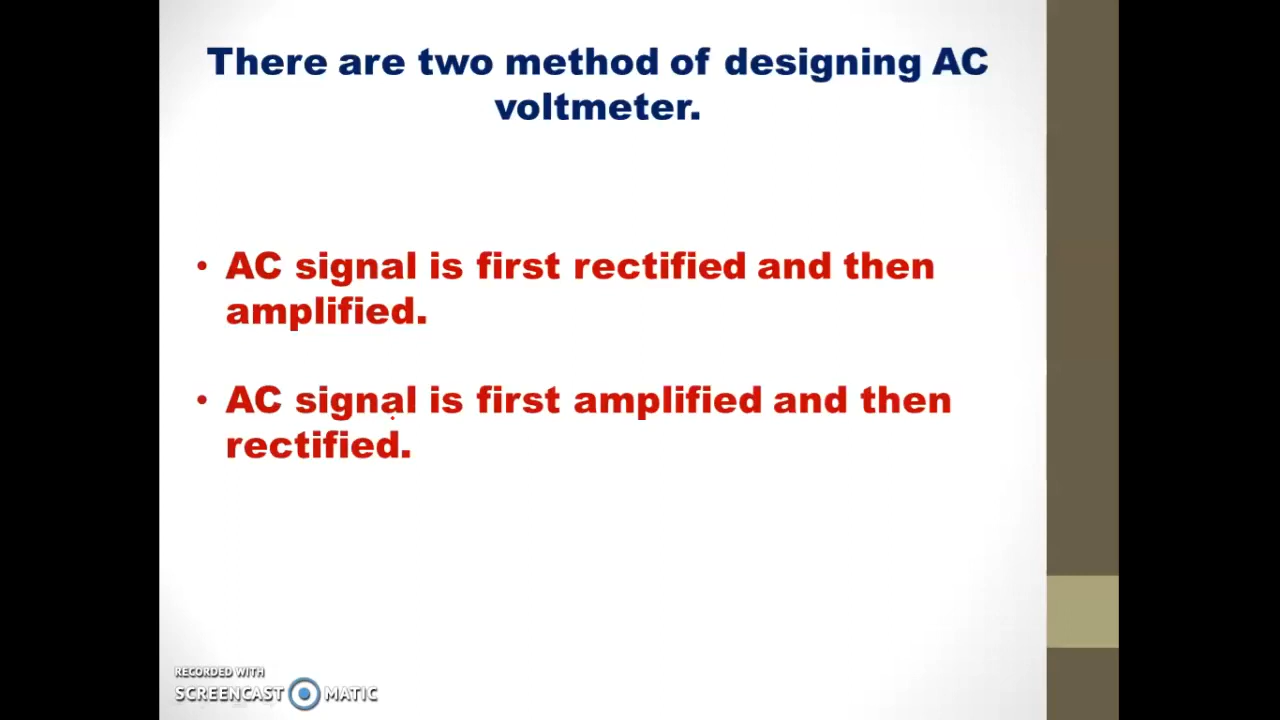 There are two method of designing AC
voltmeter.
• AC signal is first rectified and then
amplified.
• AC signal is first amplified and then
rectified.
RECORDED WITH
SCREENCAST MATIC